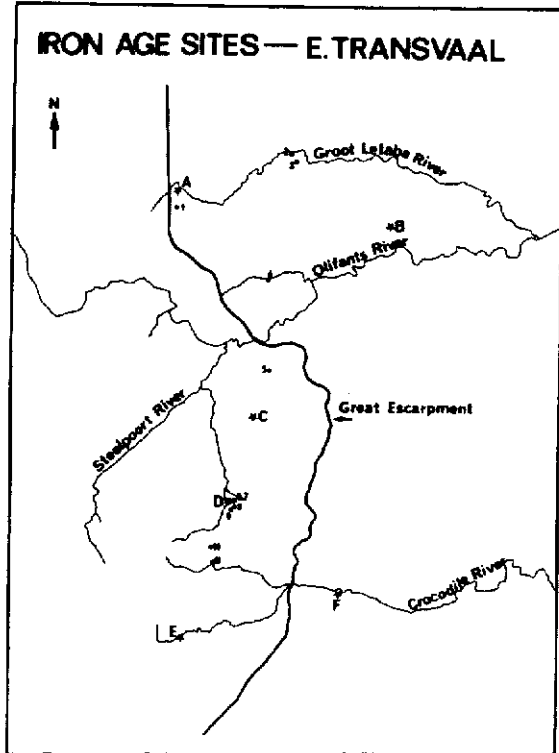 IRON AGE SITES — E. TRANSVAAL
N
Groot Letaba River
A
B
Olifants River
Steelpoort River
C
Great Escarpment
D
Crocodile River
F
E